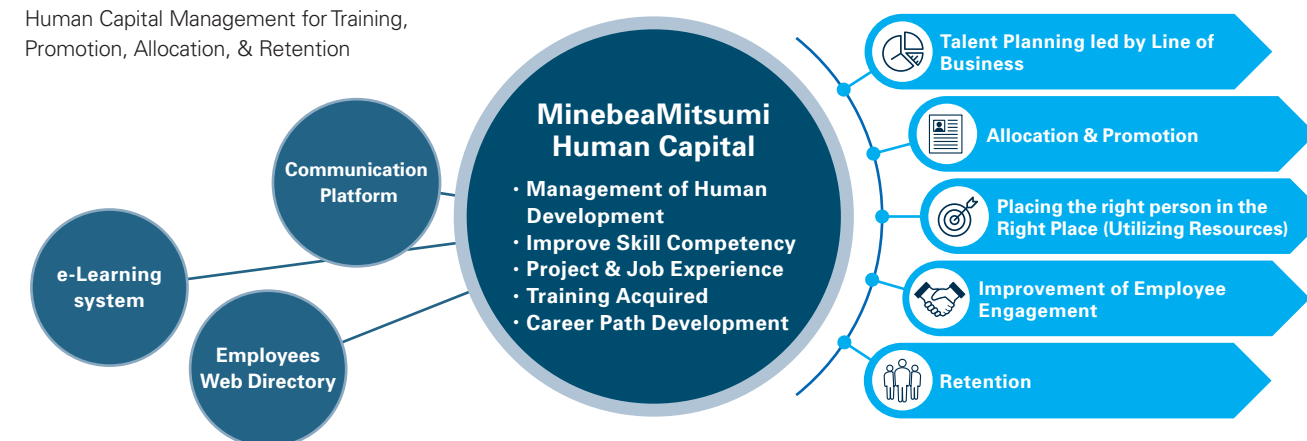 Human Capital Management for Training,
Promotion, Allocation, & Retention
Communication
Platform
e-Learning
system
Employees
Web Directory
MinebeaMitsumi
Human Capital
・Management of Human
Development
・Improve Skill Competency
・Project & Job Experience
・Training Acquired
・Career Path Development
Talent Planning led by Line of
Business
Allocation & Promotion
Placing the right person in the
Right Place (Utilizing Resources)
Improvement of Employee
Engagement
Retention